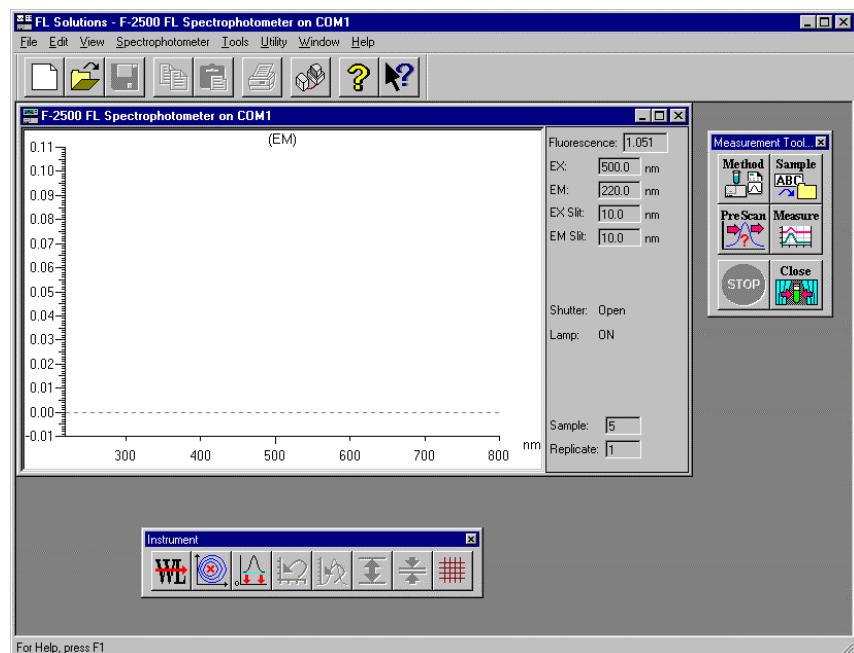 FL Solutions - F-2500 FL Spectrophotometer on COM1
File Edit View Spectrophotometer Tools Utility Window Help
F-2500 FL Spectrophotometer on COM1
(EM)
0.11
0.10
0.09
0.08
0.07
0.06
0.05
0.04
0.03
0.02
0.01
0.00
-0.01
300 400 500 600 700 800 nm
Fluorescence: 1.051
EX: 500.0 nm
EM: 220.0 nm
EX Slit: 10.0 nm
EM Slit: 10.0 nm
Shutter: Open
Lamp: ON
Sample: 5
Replicate: 1
Measurement Tool...
Method Sample
ABC
Pre Scan Measure
STOP Close
Instrument
WL
For Help, press F1